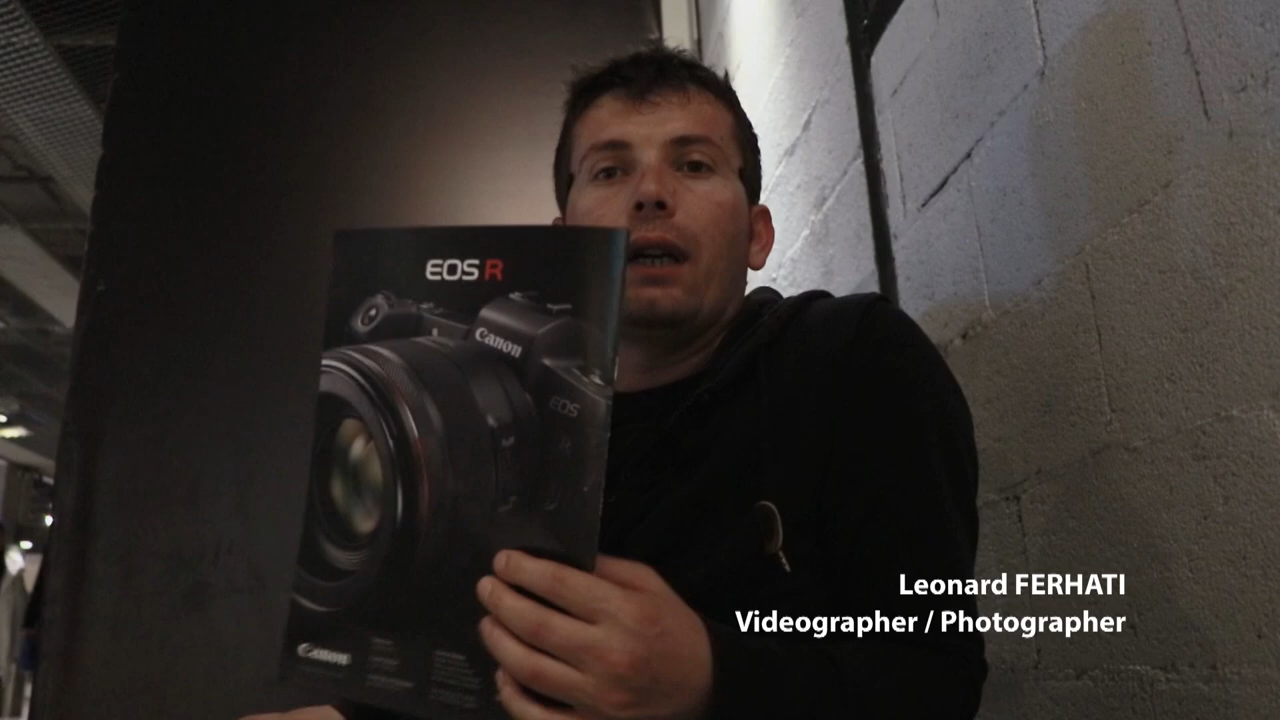 EOS R
Canon
EOS
Canon
Leonard FERHATI
Videographer / Photographer